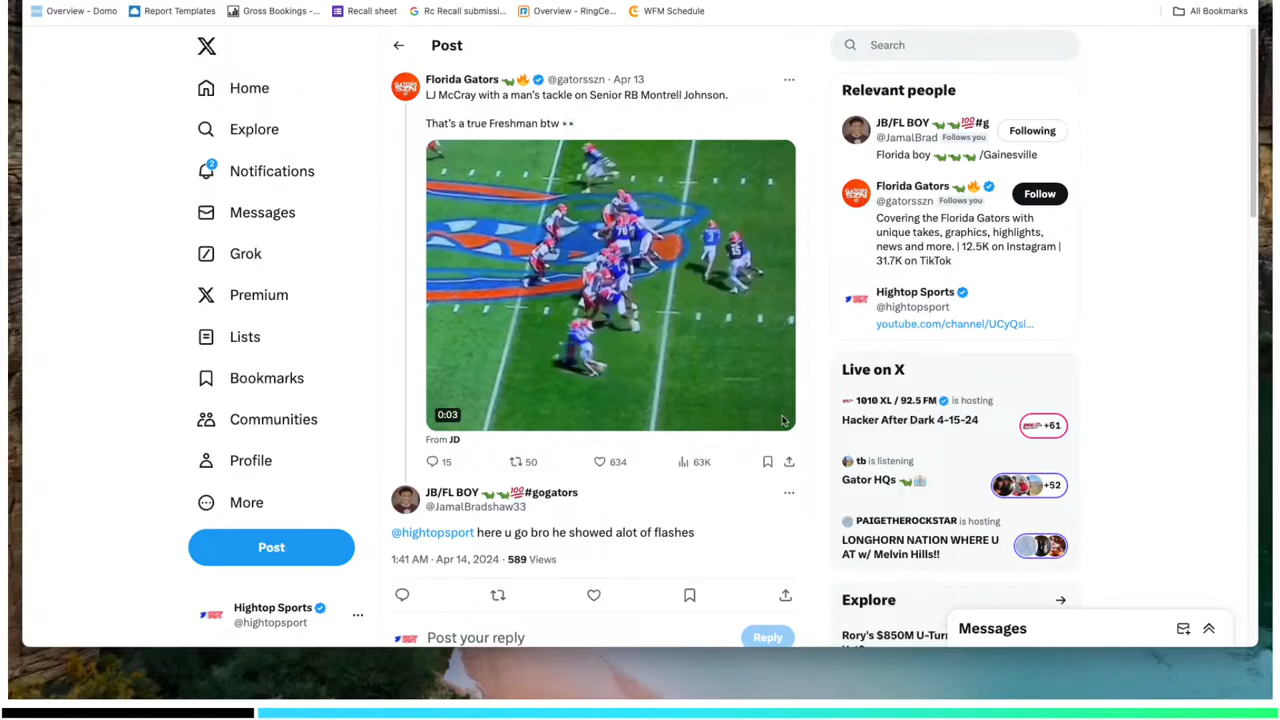 Overview - Domo
Report Templates
Gross Bookings -...
Recall sheet
Rc Recall submissi...
Overview - RingCe...
WFM Schedule
All Bookmarks
Home
Explore
2
Notifications
Messages
Grok
Premium
Lists
Bookmarks
Communities
Profile
More
Post
Hightop Sports
@hightopsport
Post
Florida Gators @gatorsszn · Apr 13
LJ McCray with a man's tackle on Senior RB Montrell Johnson.
That's a true Freshman btw
0:03
From JD
15 50 634 63K
JB/FL BOY 💯#gogators
@JamalBradshaw33
@hightopsport here u go bro he showed alot of flashes
1:41 AM · Apr 14, 2024 · 589 Views
Post your reply
Reply
Search
Relevant people
JB/FL BOY 💯#g
@JamalBrad Follows you
Following
Florida boy /Gainesville
Florida Gators
@gatorsszn Follows you
Follow
Covering the Florida Gators with
unique takes, graphics, highlights,
news and more. | 12.5K on Instagram |
31.7K on TikTok
Hightop Sports
@hightopsport
youtube.com/channel/UCyQsl...
Live on X
1010 XL / 92.5 FM is hosting
Hacker After Dark 4-15-24
+61
tb is listening
Gator HQs
+52
PAIGETHEROCKSTAR is hosting
LONGHORN NATION WHERE U
AT w/ Melvin Hills!!
Explore
Rory's $850M U-Turn
Messages